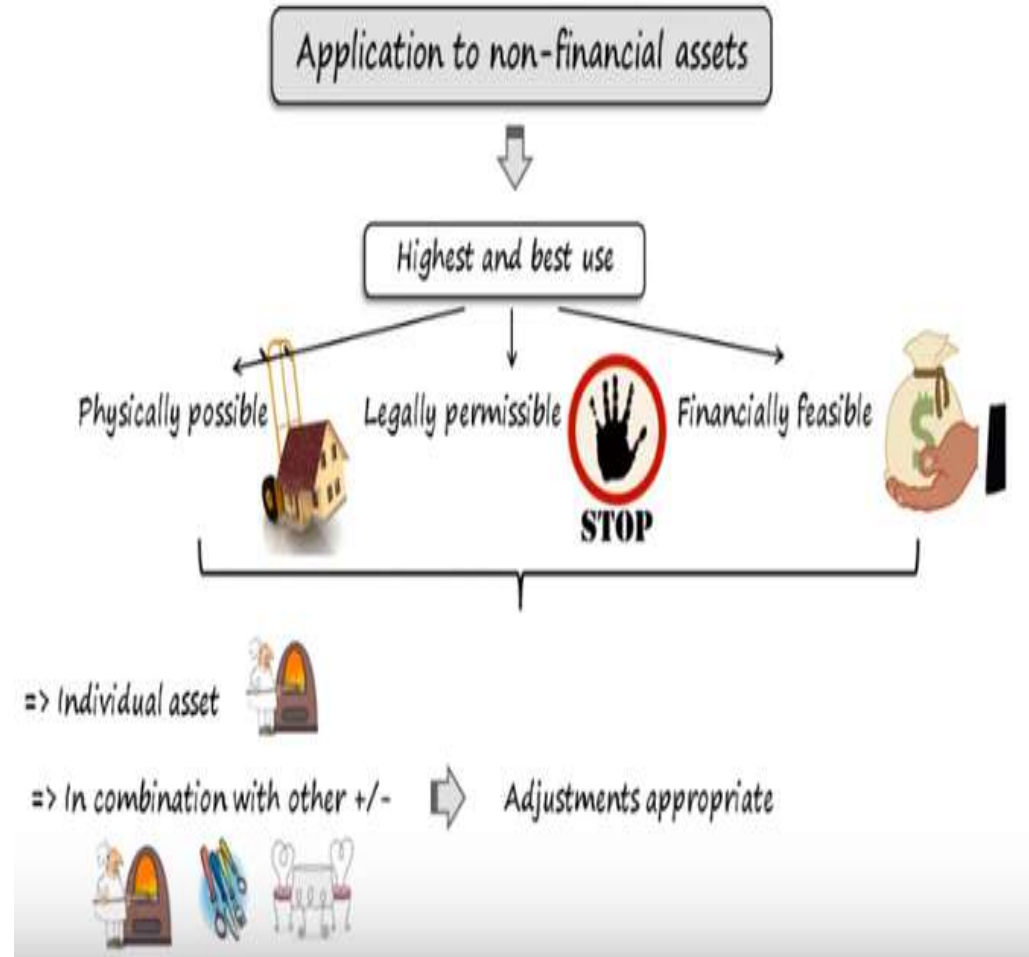 Application to non-financial assets
Highest and best use
Physically possible
Legally permissible
Financially feasible
STOP
$
=> Individual asset
=> In combination with other +/-
Adjustments appropriate